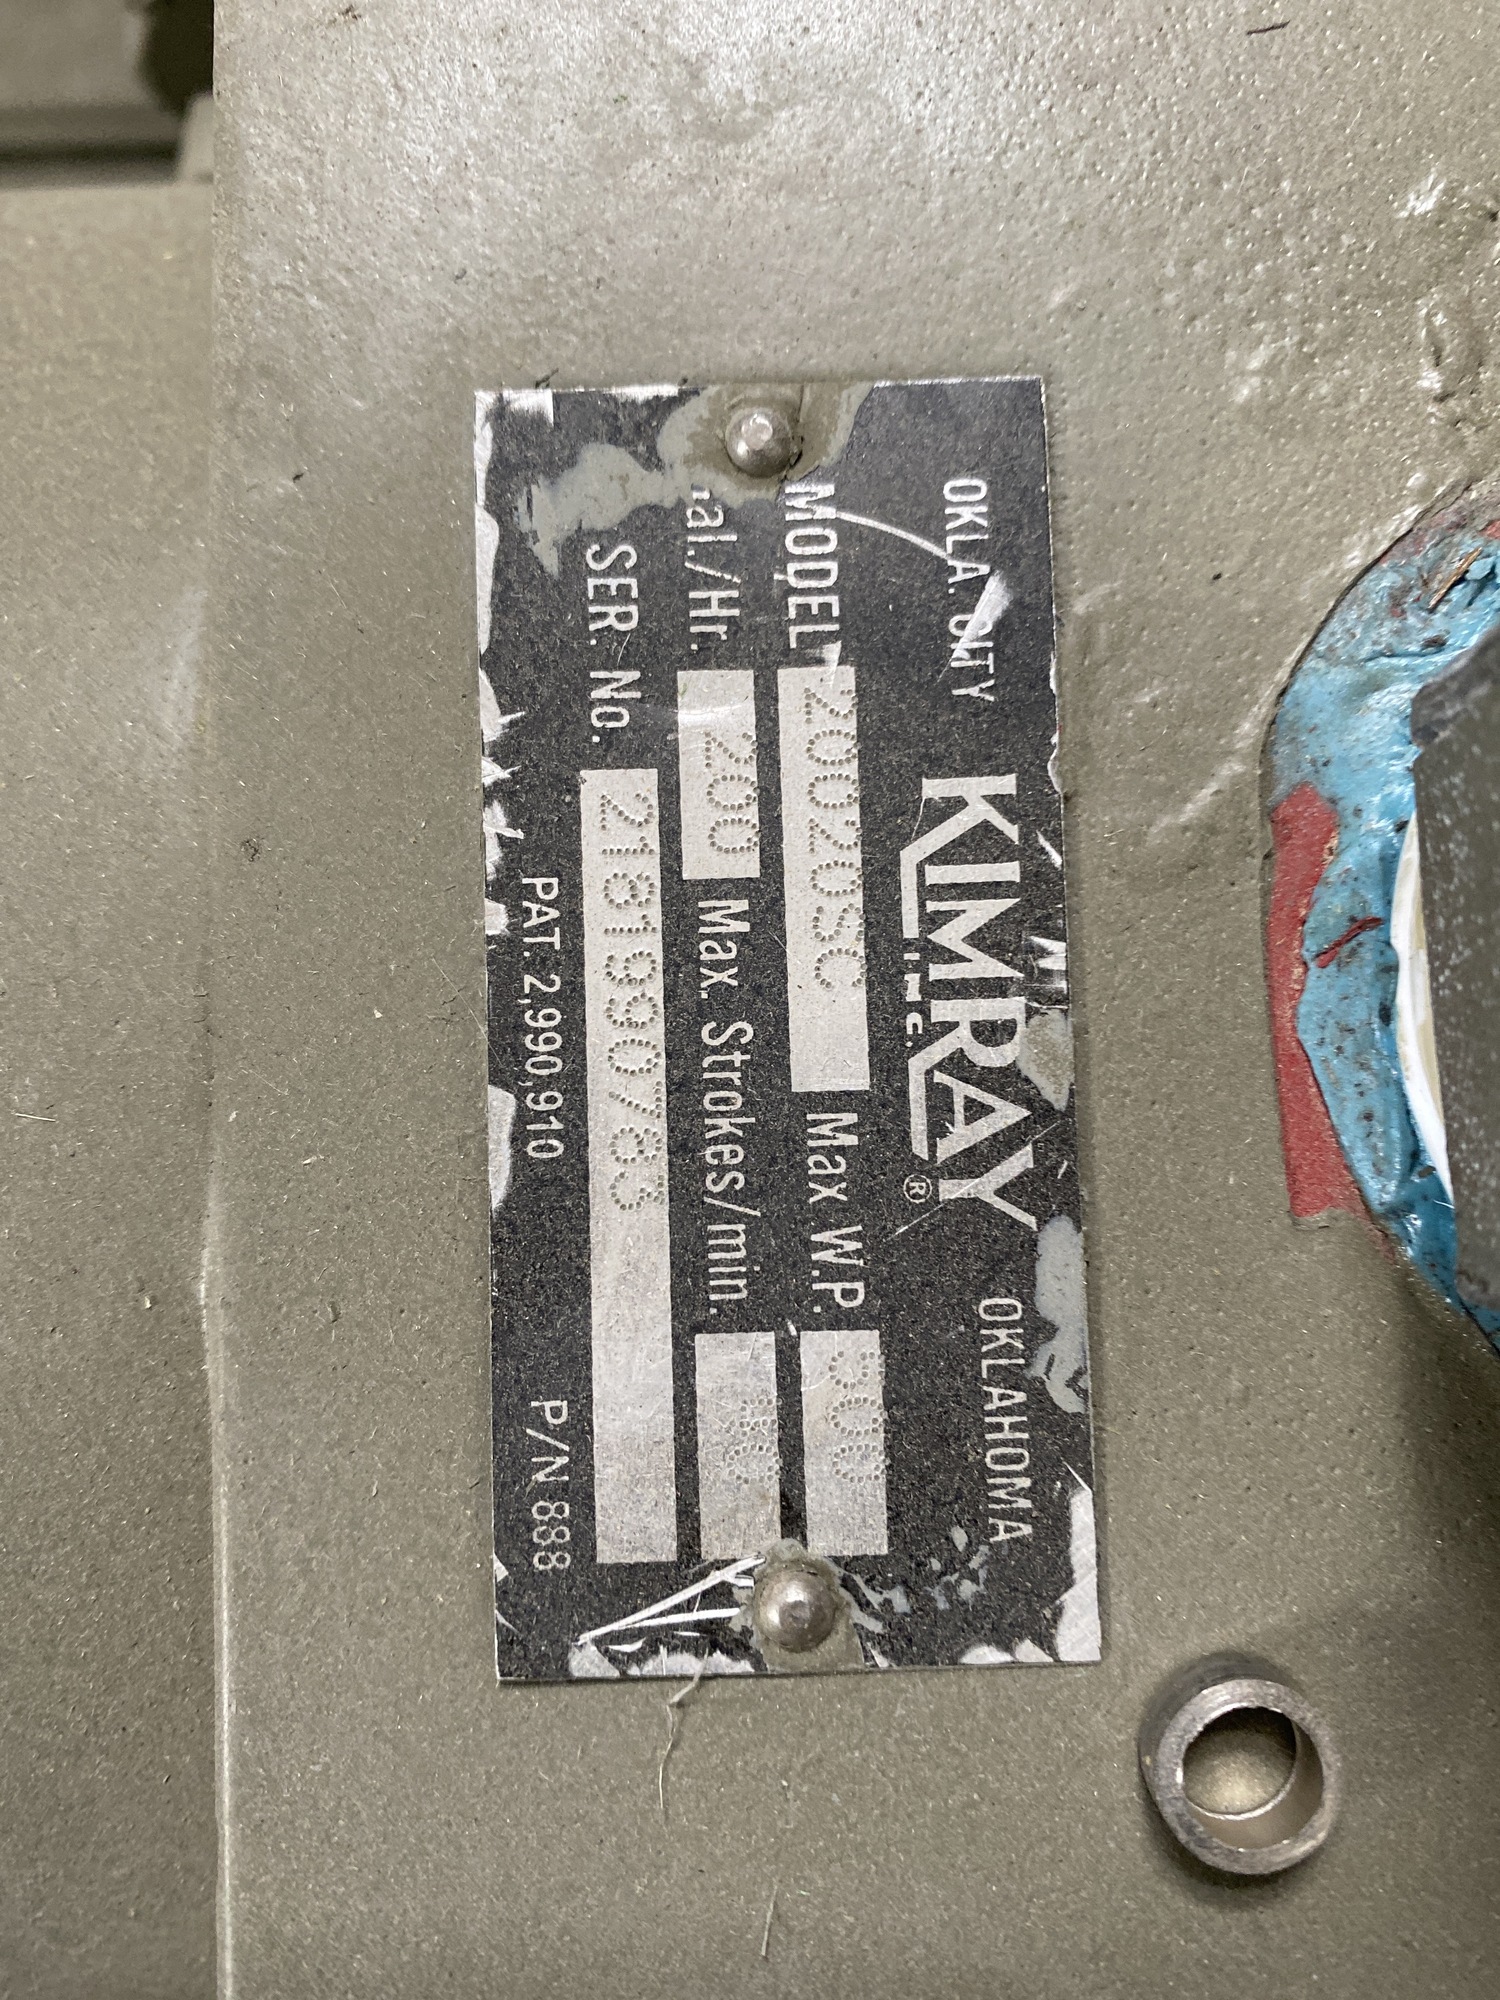 OKLA. CITY KIMRAY INC.® OKLAHOMA
MODEL 20020SC Max W.P.
al./Hr. 200 Max. Strokes/min.
SER. No. 2181990783
PAT. 2,990,910 P/N 888